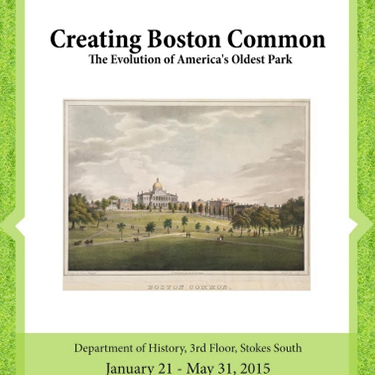 Creating Boston Common
The Evolution of America's Oldest Park
BOSTON COMMON.
Department of History, 3rd Floor, Stokes South
January 21 - May 31, 2015